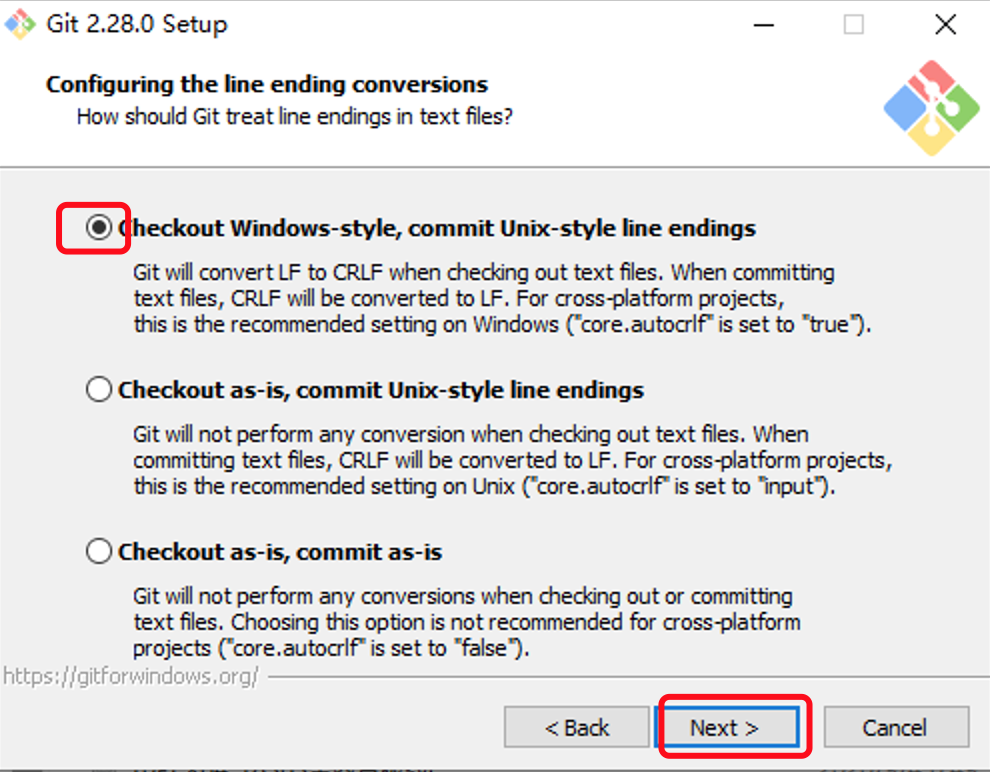 Git 2.28.0 Setup
Configuring the line ending conversions
How should Git treat line endings in text files?
Checkout Windows-style, commit Unix-style line endings
Git will convert LF to CRLF when checking out text files. When committing
text files, CRLF will be converted to LF. For cross-platform projects,
this is the recommended setting on Windows ("core.autocrlf" is set to "true").
Checkout as-is, commit Unix-style line endings
Git will not perform any conversion when checking out text files. When
committing text files, CRLF will be converted to LF. For cross-platform projects,
this is the recommended setting on Unix ("core.autocrlf" is set to "input").
Checkout as-is, commit as-is
Git will not perform any conversions when checking out or committing
text files. Choosing this option is not recommended for cross-platform
projects ("core.autocrlf" is set to "false").
https://gitforwindows.org/
< Back
Next >
Cancel